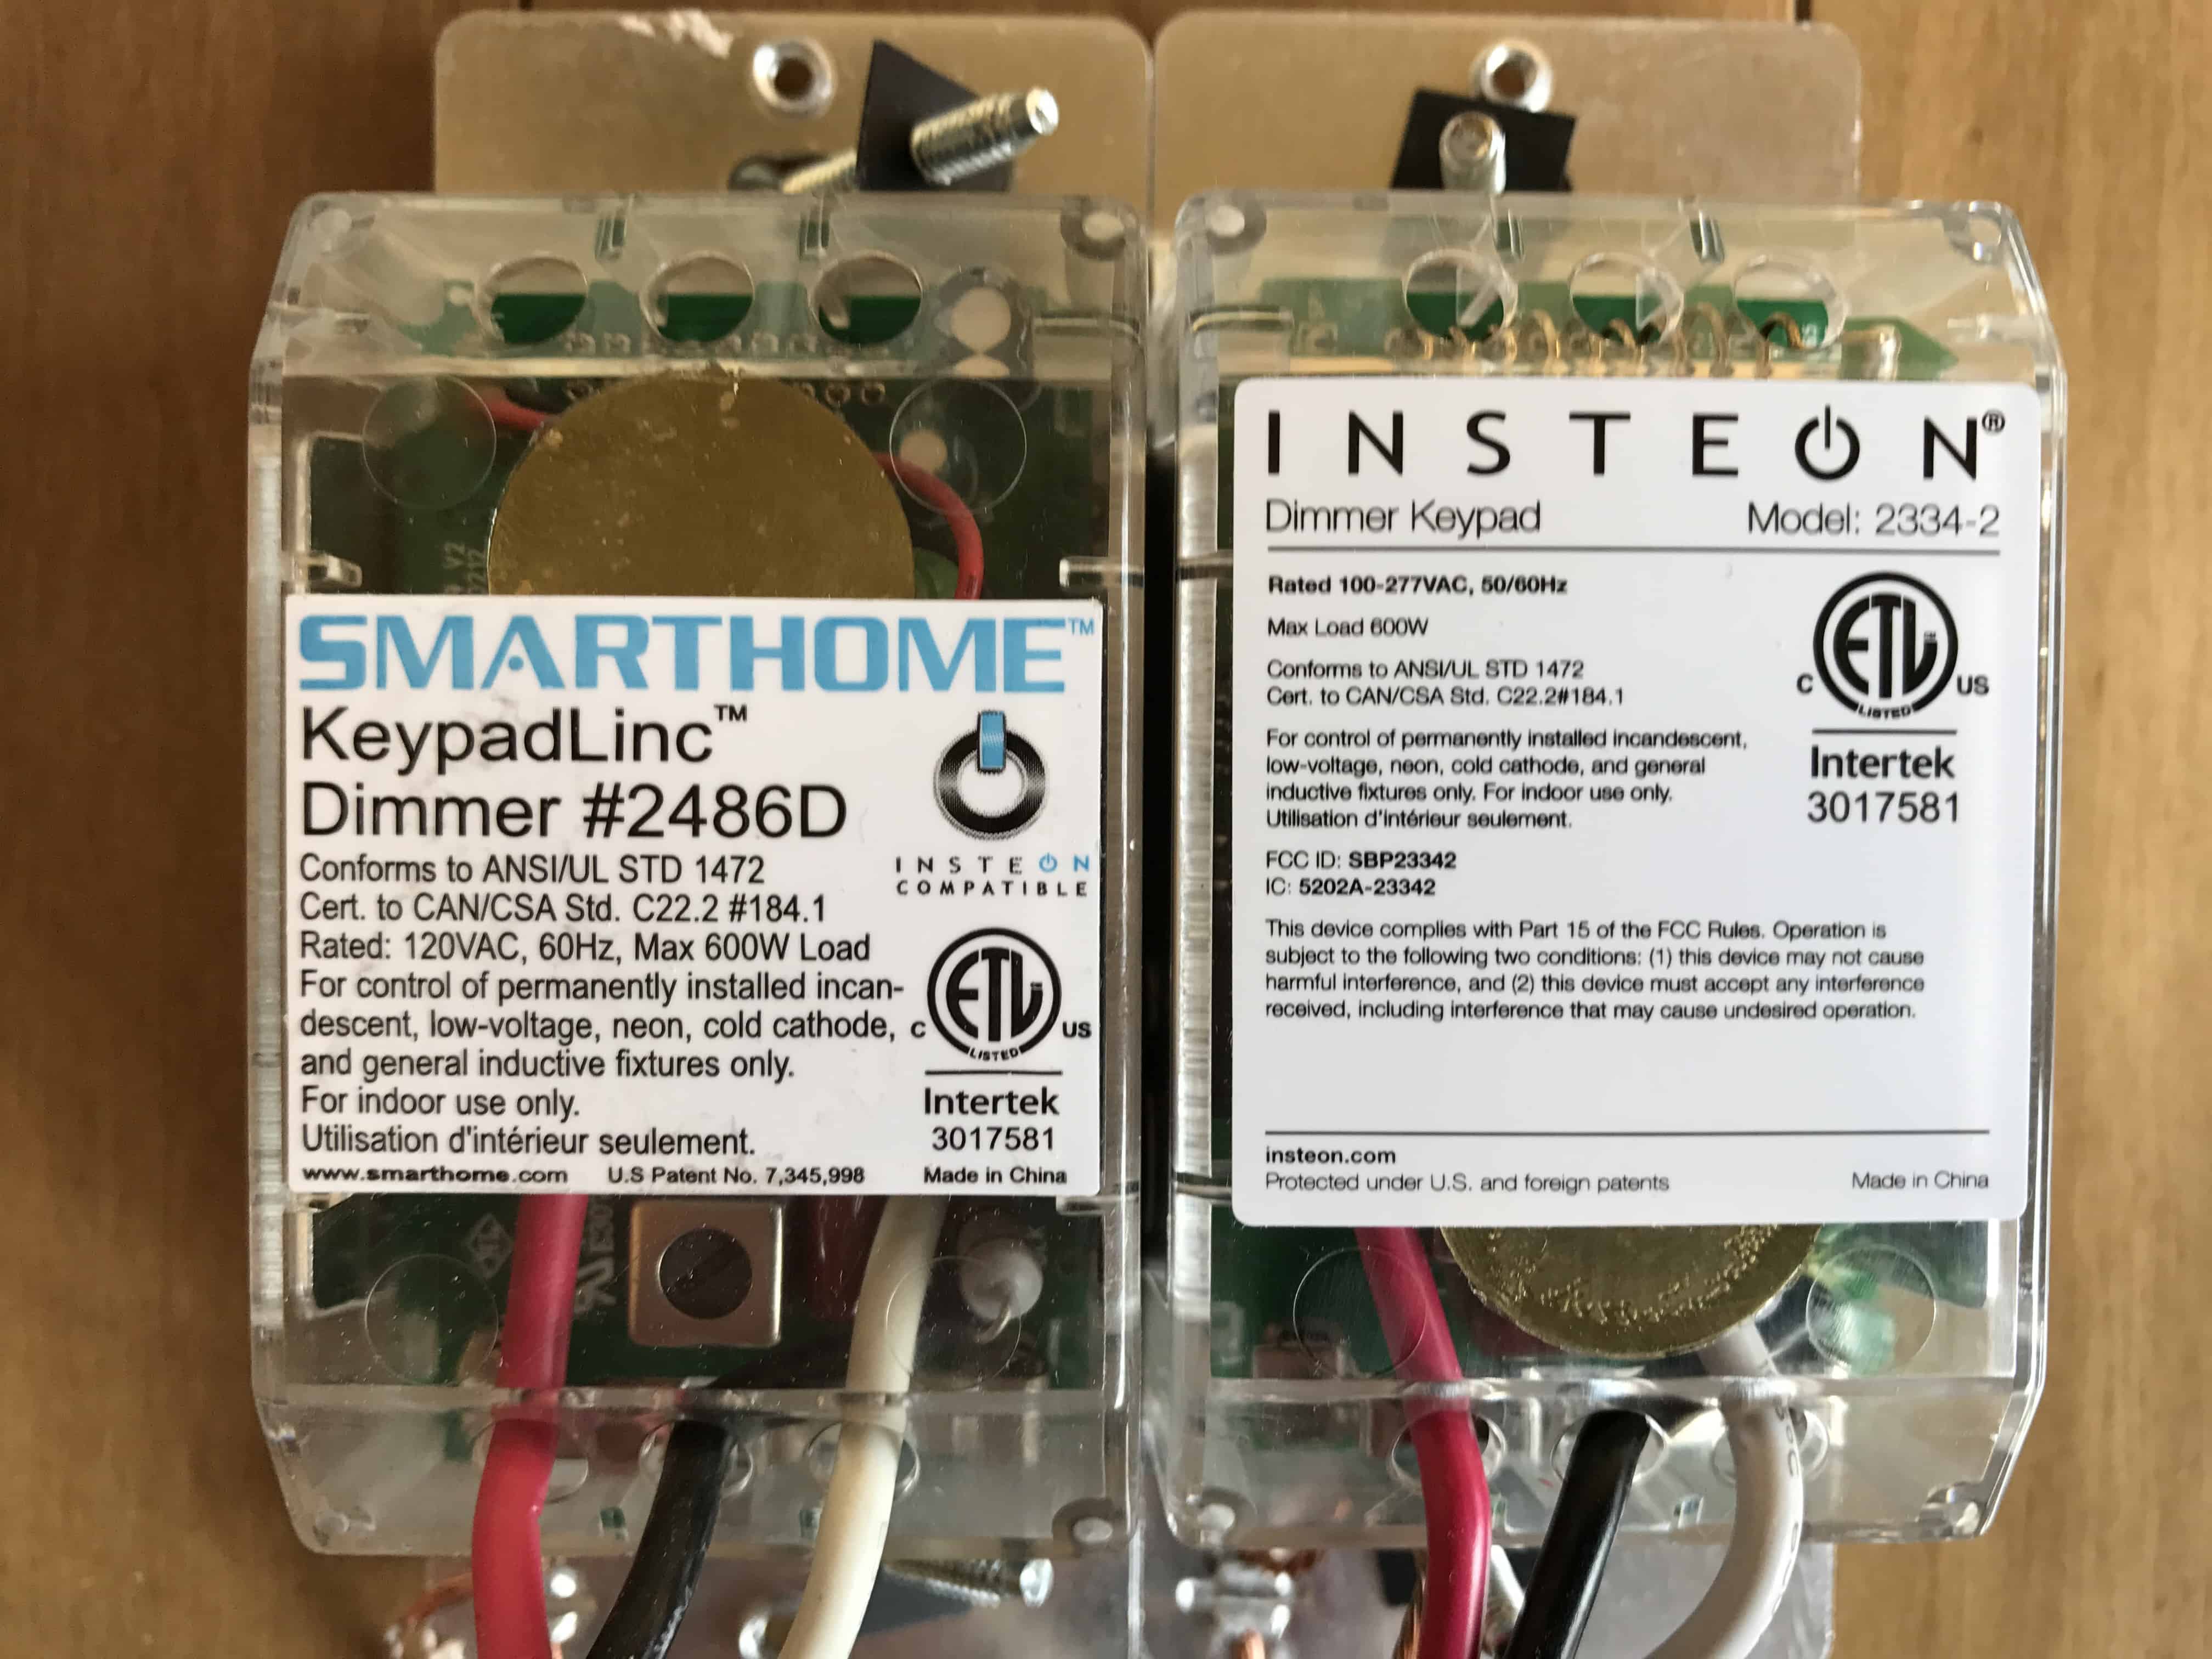 SMARTHOME™
KeypadLinc™
Dimmer #2486D
INSTEON
COMPATIBLE
Conforms to ANSI/UL STD 1472
Cert. to CAN/CSA Std. C22.2 #184.1
Rated: 120VAC, 60Hz, Max 600W Load
For control of permanently installed incan-
descent, low-voltage, neon, cold cathode,
and general inductive fixtures only.
For indoor use only.
Utilisation d'intérieur seulement.
C ETL US
LISTED
Intertek
3017581
www.smarthome.com U.S Patent No. 7,345,998 Made in China
INSTEON®
Dimmer Keypad Model: 2334-2
Rated 100-277VAC, 50/60Hz
Max Load 600W
Conforms to ANSI/UL STD 1472
Cert. to CAN/CSA Std. C22.2#184.1
For control of permanently installed incandescent,
low-voltage, neon, cold cathode, and general
inductive fixtures only. For indoor use only.
Utilisation d'intérieur seulement.
C ETL US
LISTED
Intertek
3017581
FCC ID: SBP23342
IC: 5202A-23342
This device complies with Part 15 of the FCC Rules. Operation is
subject to the following two conditions: (1) this device may not cause
harmful interference, and (2) this device must accept any interference
received, including interference that may cause undesired operation.
insteon.com
Protected under U.S. and foreign patents Made in China